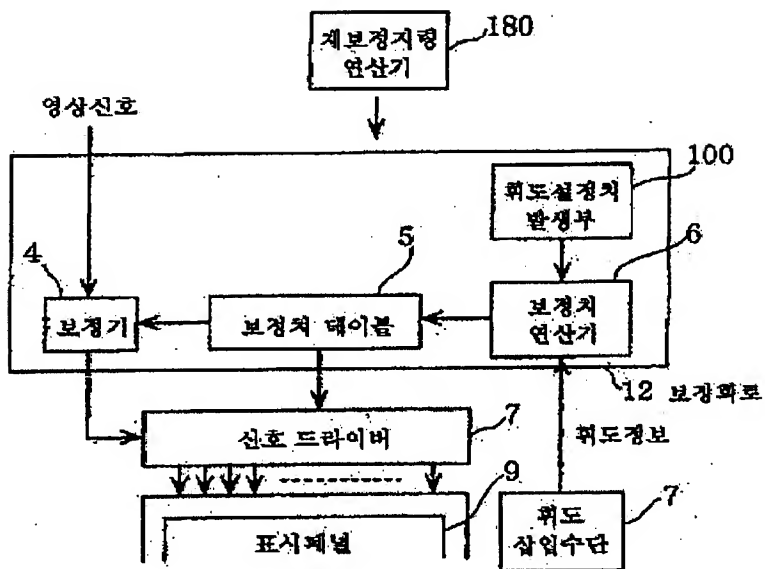 재보정지령
연산기
180
영상신호
100
휘도설정치
발생부
4
5
6
보정기
보정치 테이블
보정치
연산기
12 보정회로
신호 드라이버
7
휘도정보
9
표시패널
휘도
삽입수단
7